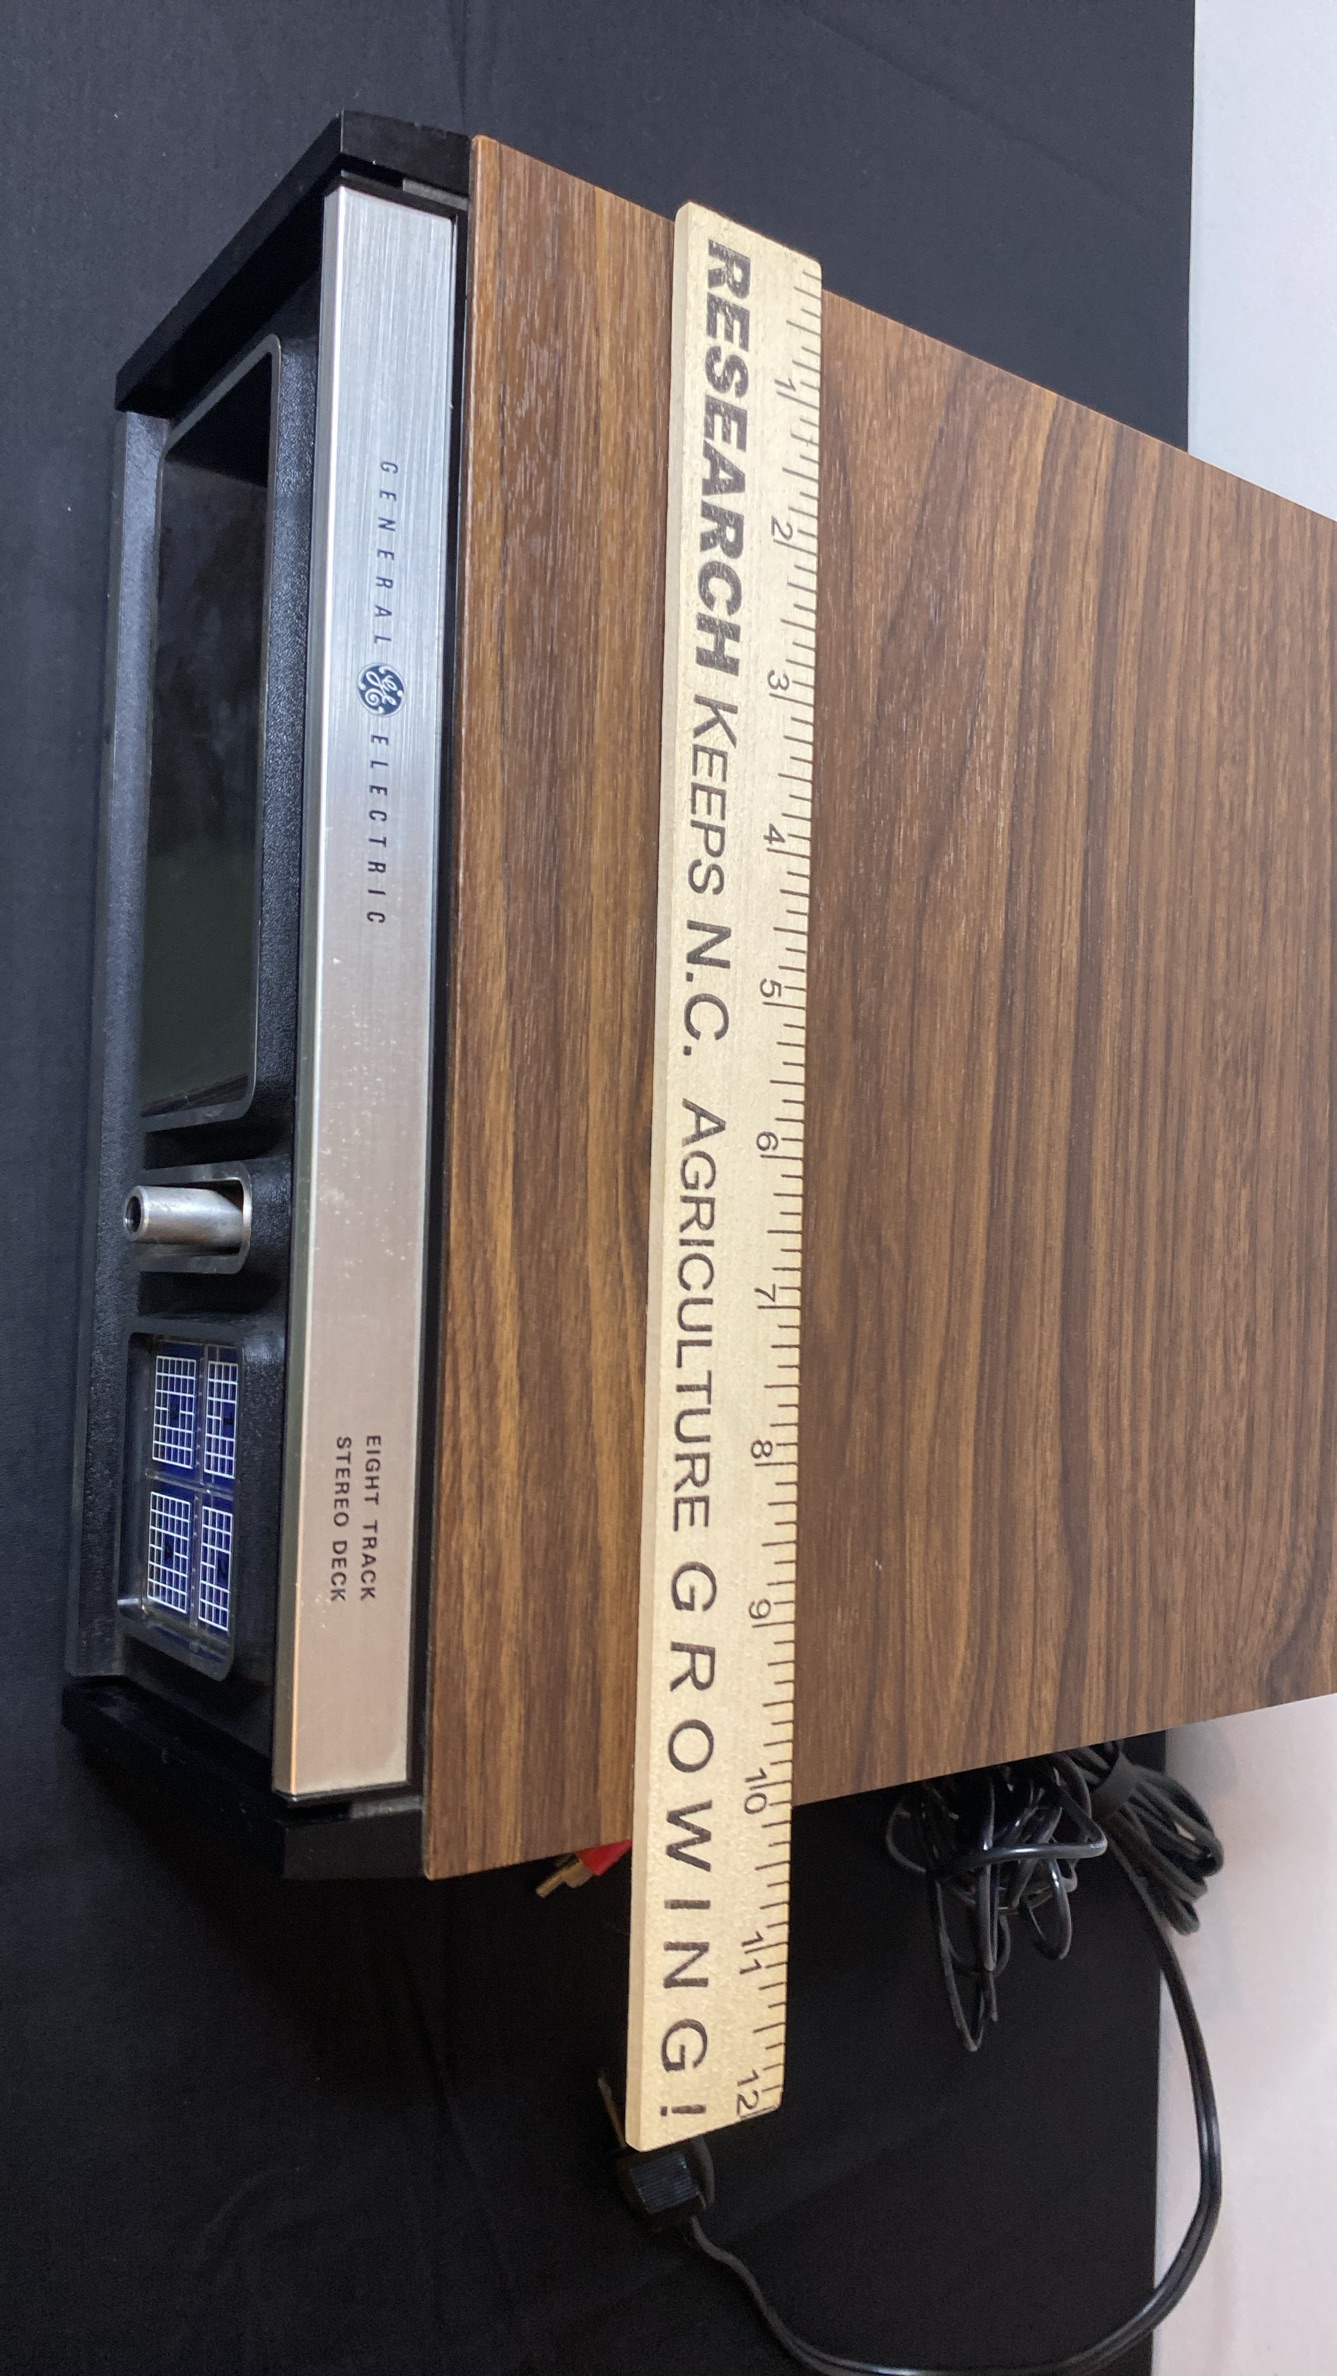 GENERAL GE ELECTRIC
EIGHT TRACK
STEREO DECK
1 2 3 4 5 6 7 8 9 10 11 12
RESEARCH KEEPS N.C. AGRICULTURE GROWING!